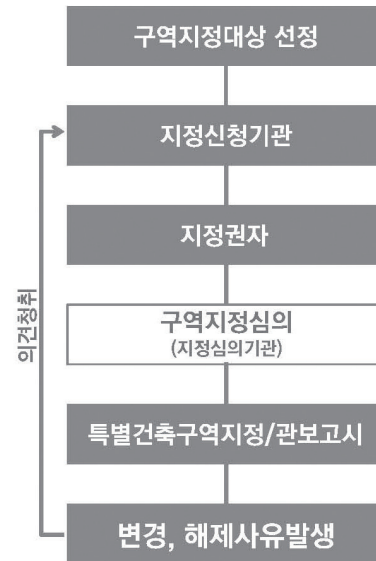 구역지정대상 선정
지정신청기관
지정권자
의견청취
구역지정심의
(지정심의기관)
특별건축구역지정/관보고시
변경, 해제사유발생